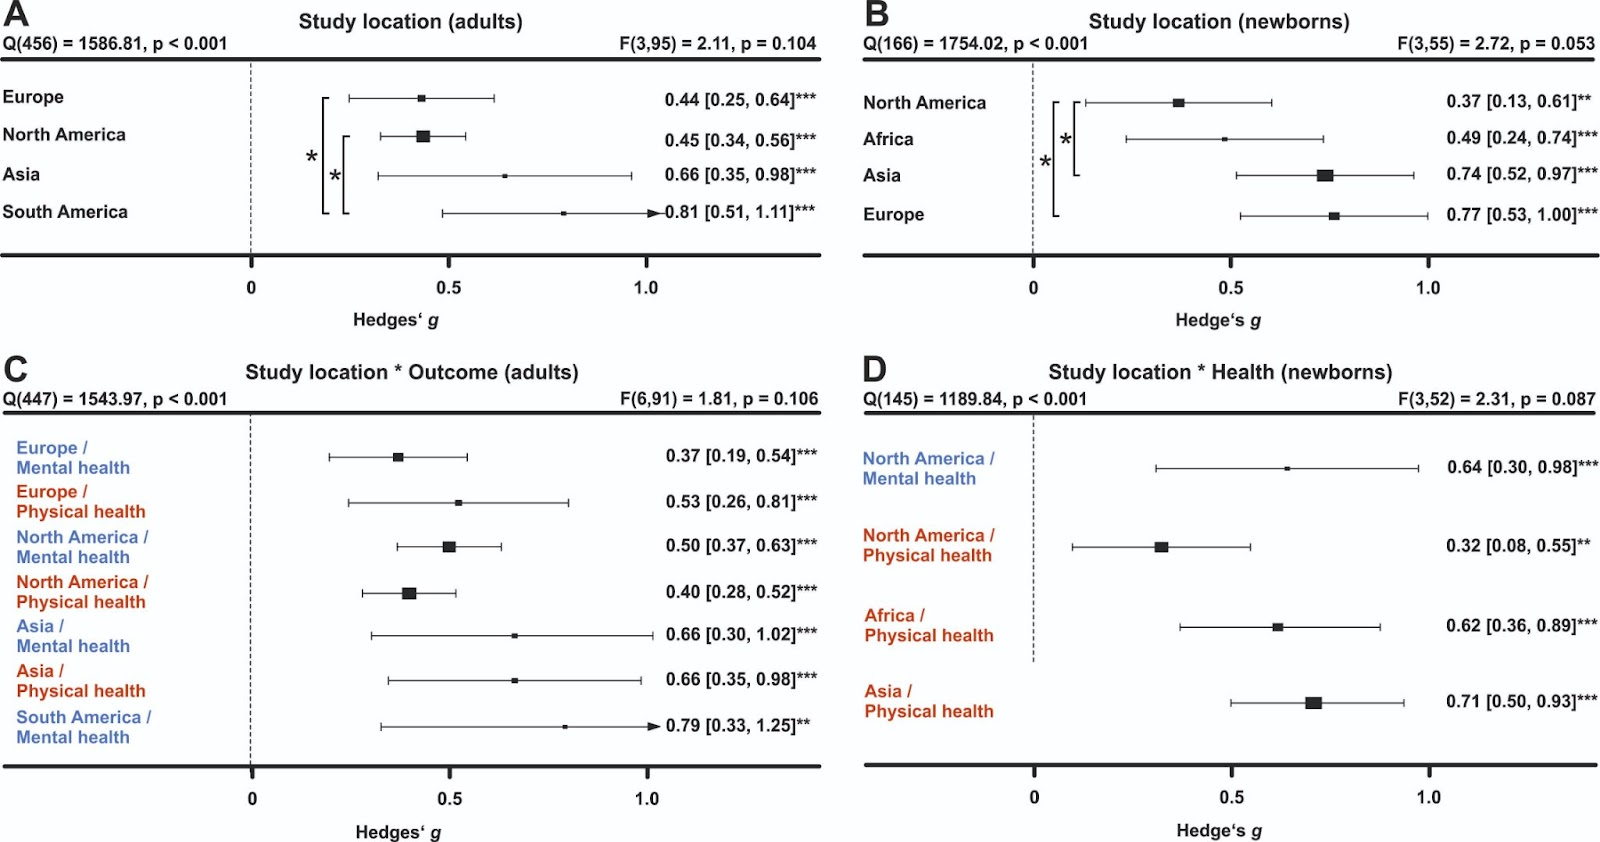 A
Study location (adults)
Q(456) = 1586.81, p < 0.001
F(3,95) = 2.11, p = 0.104
Europe
0.44 [0.25, 0.64]***
North America
0.45 [0.34, 0.56]***
*
*
Asia
0.66 [0.35, 0.98]***
South America
0.81 [0.51, 1.11]***
0
0.5
1.0
Hedges‘ g
B
Study location (newborns)
Q(166) = 1754.02, p < 0.001
F(3,55) = 2.72, p = 0.053
North America
0.37 [0.13, 0.61]**
Africa
0.49 [0.24, 0.74]***
*
*
Asia
0.74 [0.52, 0.97]***
Europe
0.77 [0.53, 1.00]***
0
0.5
1.0
Hedge‘s g
C
Study location * Outcome (adults)
Q(447) = 1543.97, p < 0.001
F(6,91) = 1.81, p = 0.106
Europe /
Mental health
0.37 [0.19, 0.54]***
Europe /
Physical health
0.53 [0.26, 0.81]***
North America /
Mental health
0.50 [0.37, 0.63]***
North America /
Physical health
0.40 [0.28, 0.52]***
Asia /
Mental health
0.66 [0.30, 1.02]***
Asia /
Physical health
0.66 [0.35, 0.98]***
South America /
Mental health
0.79 [0.33, 1.25]**
0
0.5
1.0
Hedges‘ g
D
Study location * Health (newborns)
Q(145) = 1189.84, p < 0.001
F(3,52) = 2.31, p = 0.087
North America /
Mental health
0.64 [0.30, 0.98]***
North America /
Physical health
0.32 [0.08, 0.55]**
Africa /
Physical health
0.62 [0.36, 0.89]***
Asia /
Physical health
0.71 [0.50, 0.93]***
0
0.5
1.0
Hedge‘s g